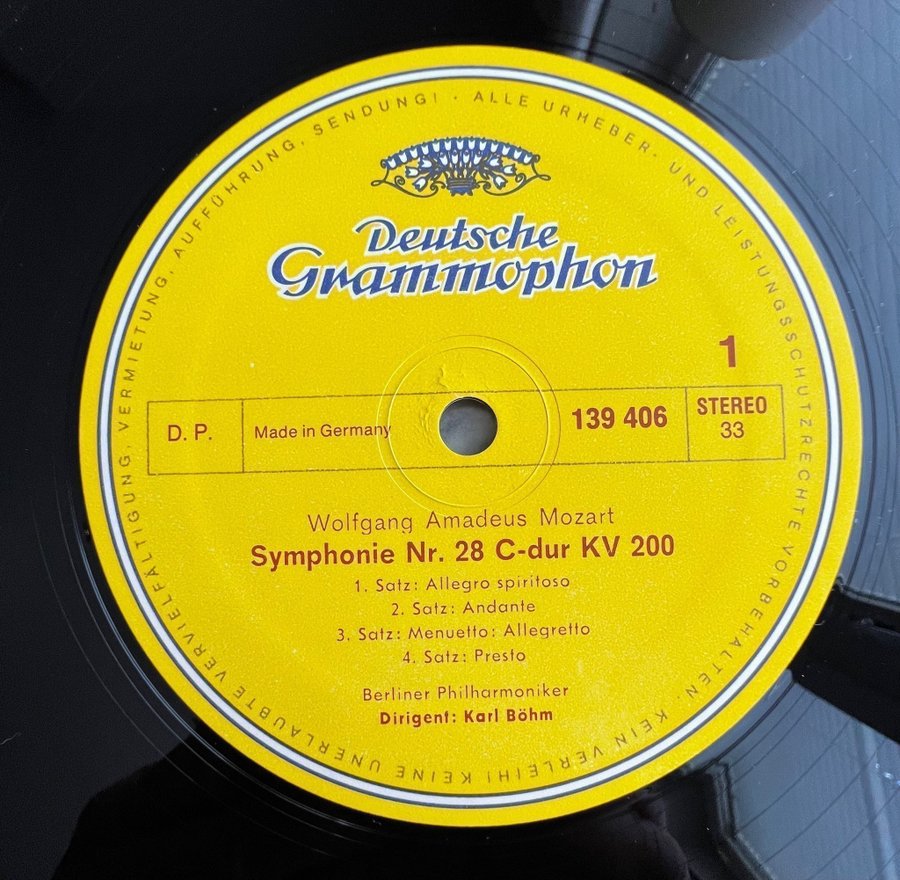 Deutsche
Grammophon
1
D. P.
Made in Germany
139 406
STEREO
33
Wolfgang Amadeus Mozart
Symphonie Nr. 28 C-dur KV 200
1. Satz: Allegro spiritoso
2. Satz: Andante
3. Satz: Menuetto: Allegretto
4. Satz: Presto
Berliner Philharmoniker
Dirigent: Karl Böhm
ALLE URHEBER- UND LEISTUNGSSCHUTZRECHTE VORBEHALTEN · KEIN VERLEIH! KEINE UNERLAUBTE VERVIELFÄLTIGUNG, VERMIETUNG, AUFFÜHRUNG, SENDUNG! ·